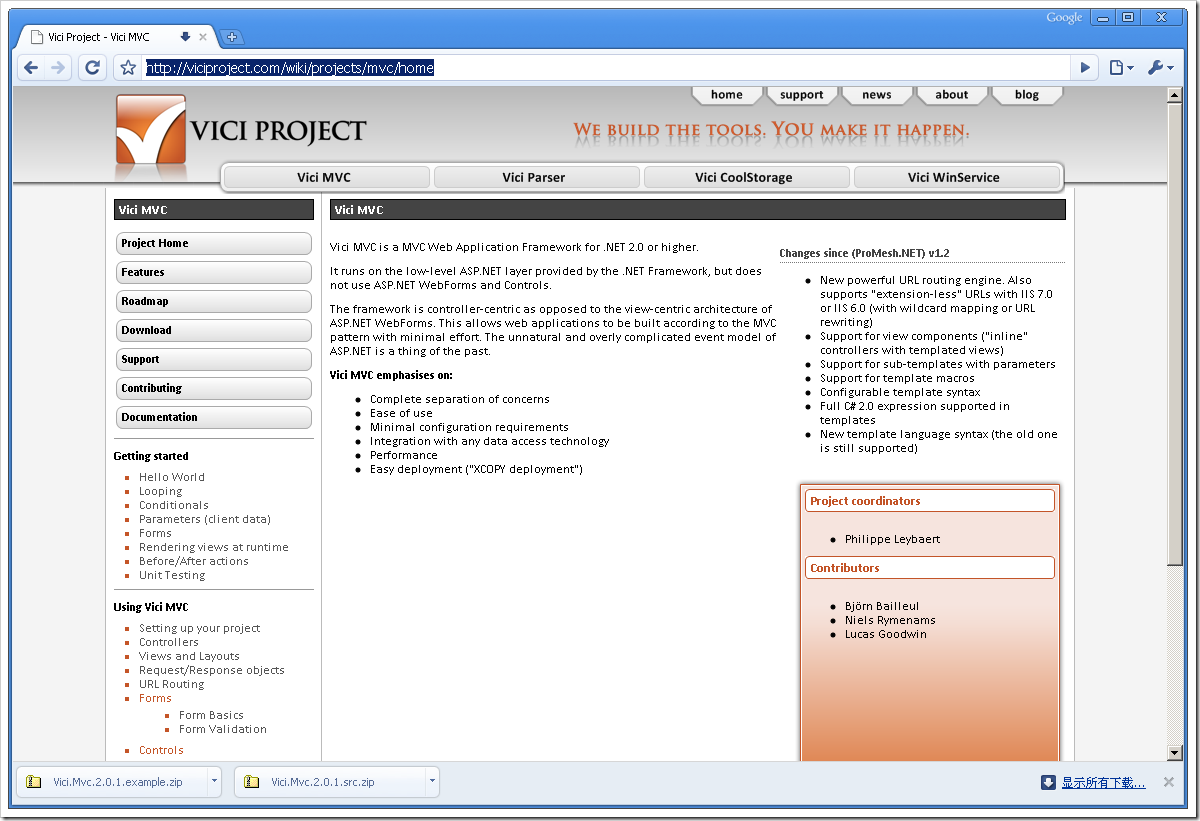 Google
Vici Project - Vici MVC
http://viciproject.com/wiki/projects/mvc/home
home
support
news
about
blog
VICI PROJECT
WE BUILD THE TOOLS. YOU MAKE IT HAPPEN.
Vici MVC
Vici Parser
Vici CoolStorage
Vici WinService
Vici MVC
Project Home
Features
Roadmap
Download
Support
Contributing
Documentation
Getting started
Hello World
Looping
Conditionals
Parameters (client data)
Forms
Rendering views at runtime
Before/After actions
Unit Testing
Using Vici MVC
Setting up your project
Controllers
Views and Layouts
Request/Response objects
URL Routing
Forms
Form Basics
Form Validation
Controls
Vici MVC
Vici MVC is a MVC Web Application Framework for .NET 2.0 or higher.
It runs on the low-level ASP.NET layer provided by the .NET Framework, but does
not use ASP.NET WebForms and Controls.
The framework is controller-centric as opposed to the view-centric architecture of
ASP.NET WebForms. This allows web applications to be built according to the MVC
pattern with minimal effort. The unnatural and overly complicated event model of
ASP.NET is a thing of the past.
Vici MVC emphasises on:
Complete separation of concerns
Ease of use
Minimal configuration requirements
Integration with any data access technology
Performance
Easy deployment ("XCOPY deployment")
Changes since (ProMesh.NET) v1.2
New powerful URL routing engine. Also
supports "extension-less" URLs with IIS 7.0
or IIS 6.0 (with wildcard mapping or URL
rewriting)
Support for view components ("inline"
controllers with templated views)
Support for sub-templates with parameters
Support for template macros
Configurable template syntax
Full C# 2.0 expression supported in
templates
New template language syntax (the old one
is still supported)
Project coordinators
Philippe Leybaert
Contributors
Björn Bailleul
Niels Rymenams
Lucas Goodwin
Vici.Mvc.2.0.1.example.zip
Vici.Mvc.2.0.1.src.zip
显示所有下载...